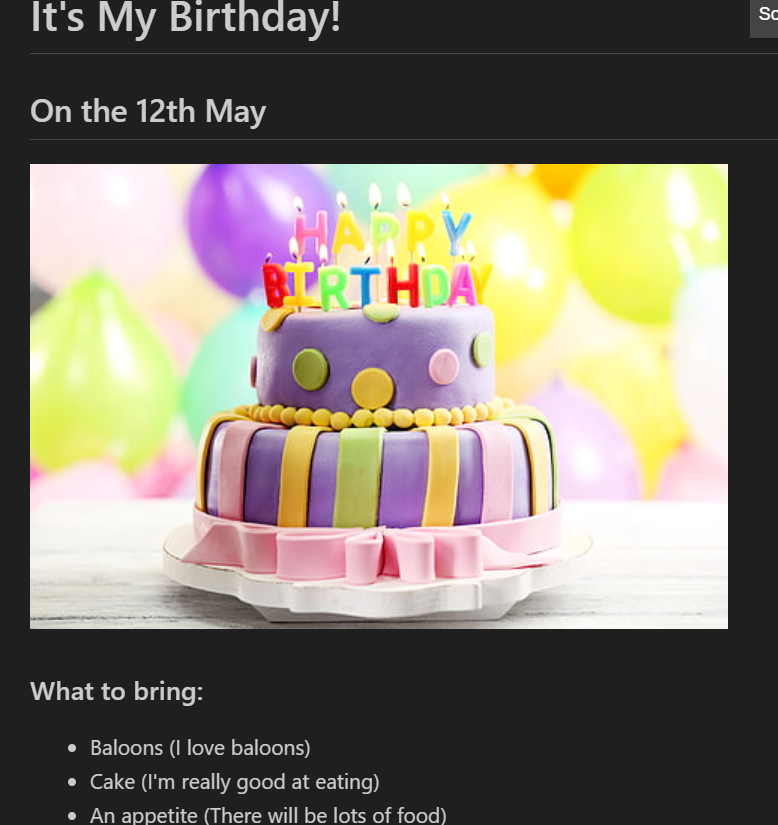 It's My Birthday!
Sc
On the 12th May
HAPPY
BIRTHDAY
What to bring:
Baloons (I love baloons)
Cake (I'm really good at eating)
An appetite (There will be lots of food)